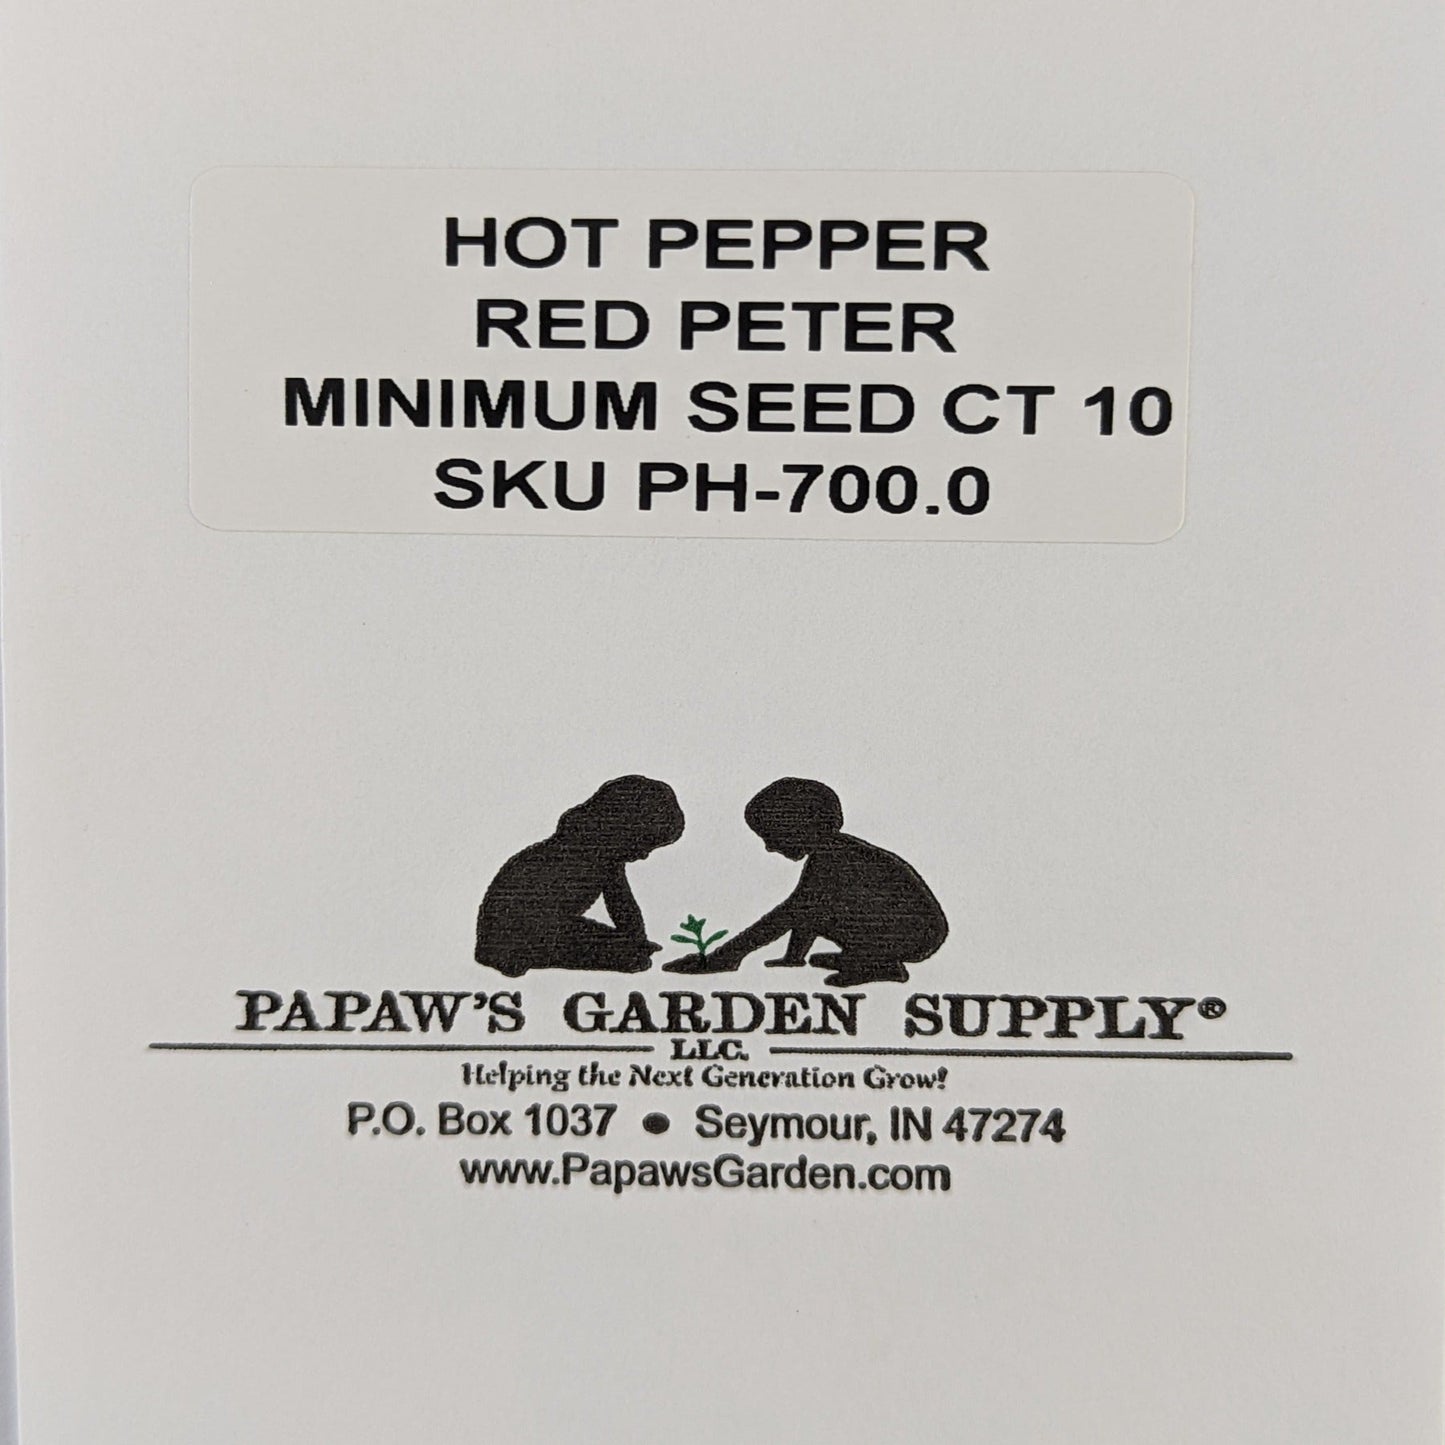 HOT PEPPER
RED PETER
MINIMUM SEED CT 10
SKU PH-700.0
PAPAW'S GARDEN SUPPLY®
LLC.
Helping the Next Generation Grow!
P.O. Box 1037 ● Seymour, IN 47274
www.PapawsGarden.com